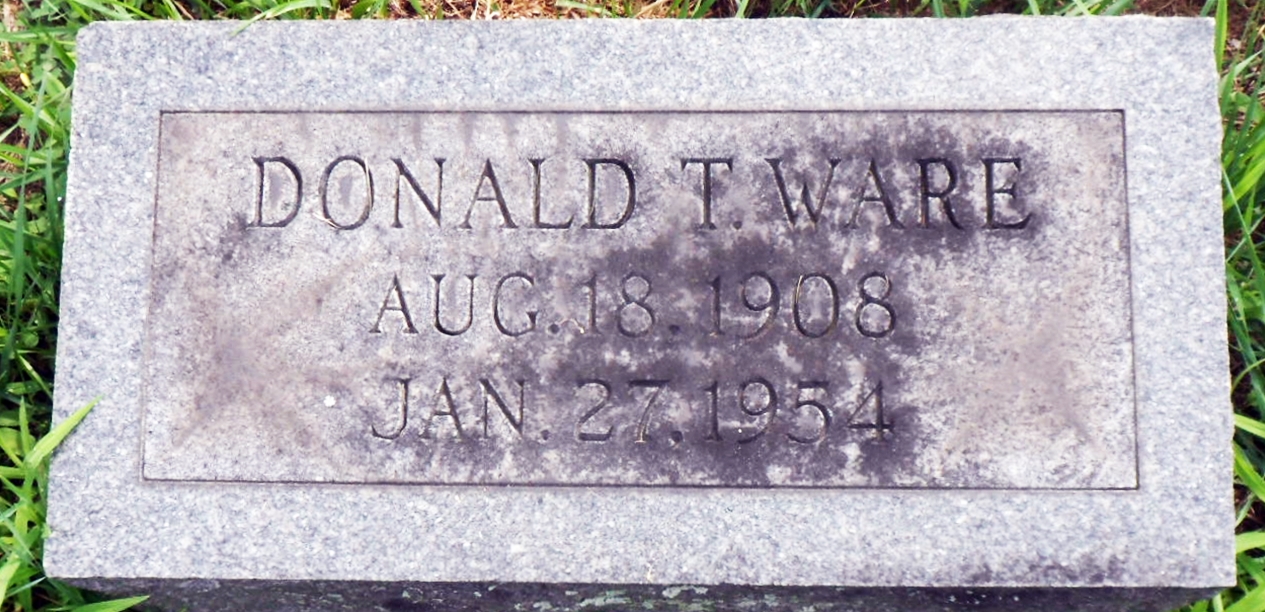 DONALD T. WARE
AUG. 18. 1908
JAN. 27. 1954